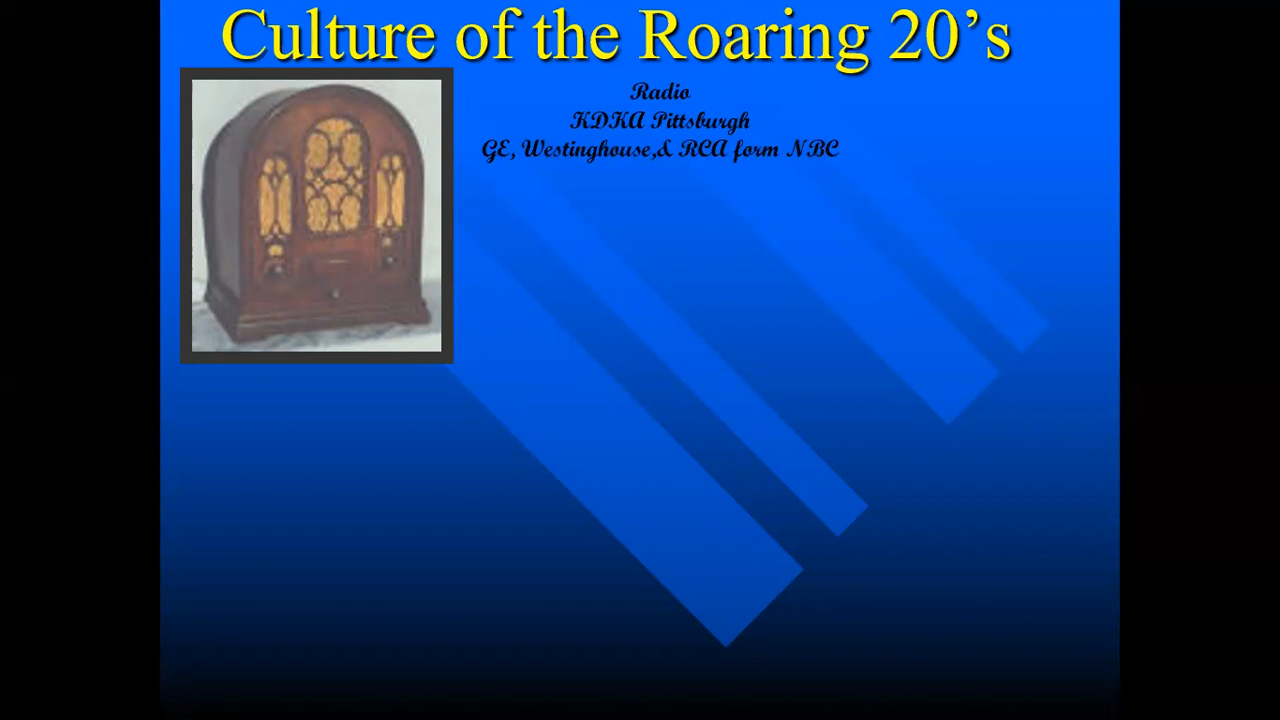 Culture of the Roaring 20’s
Radio
KDKA Pittsburgh
GE, Westinghouse,& RCA form NBC